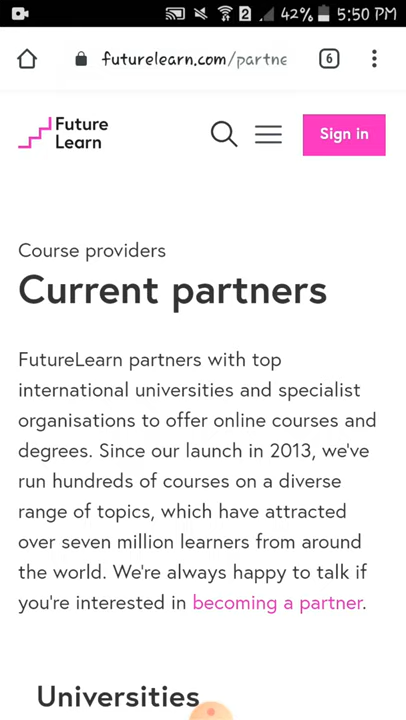 2 42% 5:50 PM
futurelearn.com/partne 6
Future
Learn
Sign in
Course providers
Current partners
FutureLearn partners with top
international universities and specialist
organisations to offer online courses and
degrees. Since our launch in 2013, we've
run hundreds of courses on a diverse
range of topics, which have attracted
over seven million learners from around
the world. We're always happy to talk if
you're interested in becoming a partner.
Universities